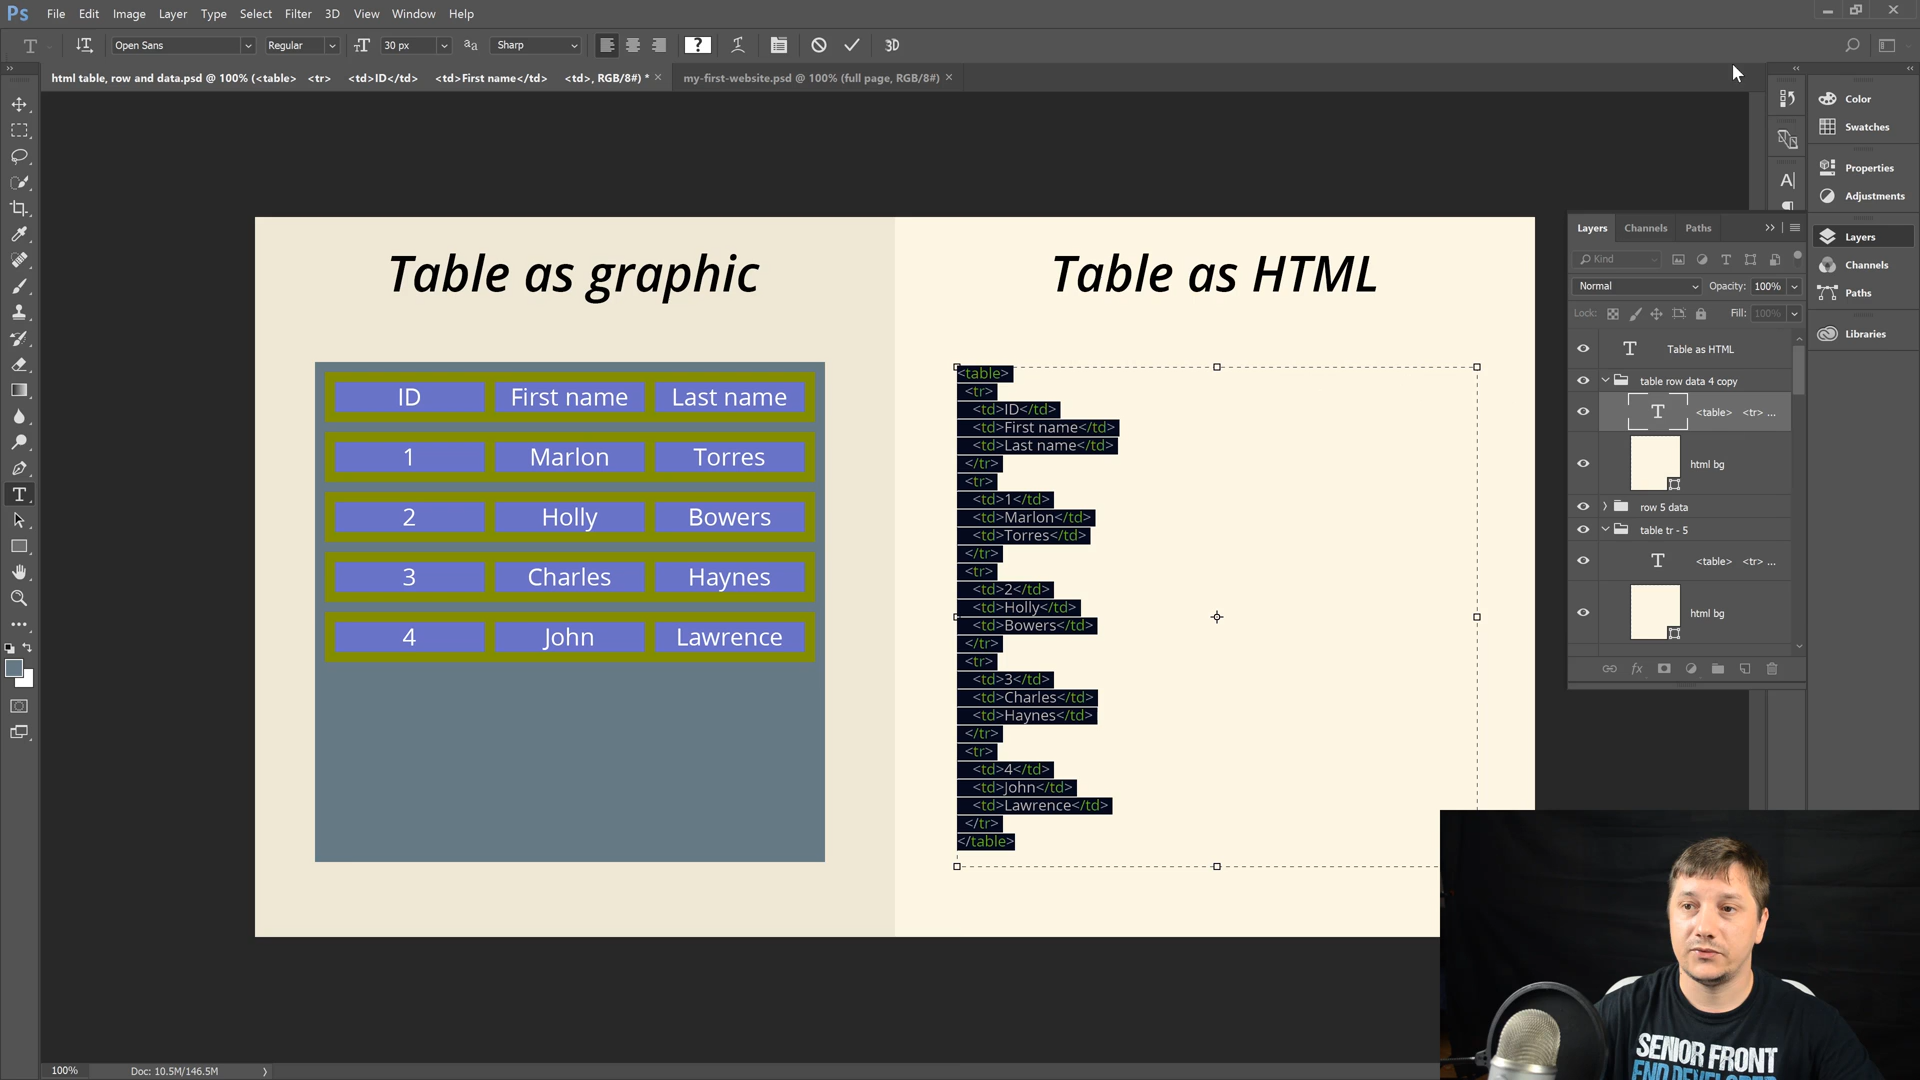 Ps File Edit Image Layer Type Select Filter 3D View Window Help
T Open Sans Regular 30 px aa Sharp ? 3D
html table, row and data.psd @ 100% (<table> <tr> <td>ID</td> <td>First name</td> <td>, RGB/8#) * ×
my-first-website.psd @ 100% (full page, RGB/8#) ×
Color
Swatches
Properties
Adjustments
Layers
Channels
Paths
Libraries
Layers Channels Paths
Kind
Normal Opacity: 100%
Lock: Fill: 100%
T Table as HTML
table row data 4 copy
T <table> <tr> ...
html bg
row 5 data
table tr - 5
T <table> <tr> ...
html bg
fx
Table as graphic
ID First name Last name
1 Marlon Torres
2 Holly Bowers
3 Charles Haynes
4 John Lawrence
Table as HTML
<table>
<tr>
<td>ID</td>
<td>First name</td>
<td>Last name</td>
</tr>
<tr>
<td>1</td>
<td>Marlon</td>
<td>Torres</td>
</tr>
<tr>
<td>2</td>
<td>Holly</td>
<td>Bowers</td>
</tr>
<tr>
<td>3</td>
<td>Charles</td>
<td>Haynes</td>
</tr>
<tr>
<td>4</td>
<td>John</td>
<td>Lawrence</td>
</tr>
</table>
SENIOR FRONT
END DEVELOPER
100% Doc: 10.5M/146.5M